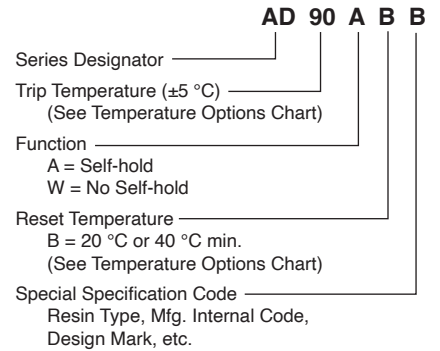 AD 90 A B B
Series Designator
Trip Temperature (±5 °C)
(See Temperature Options Chart)
Function
A = Self-hold
W = No Self-hold
Reset Temperature
B = 20 °C or 40 °C min.
(See Temperature Options Chart)
Special Specification Code
Resin Type, Mfg. Internal Code,
Design Mark, etc.